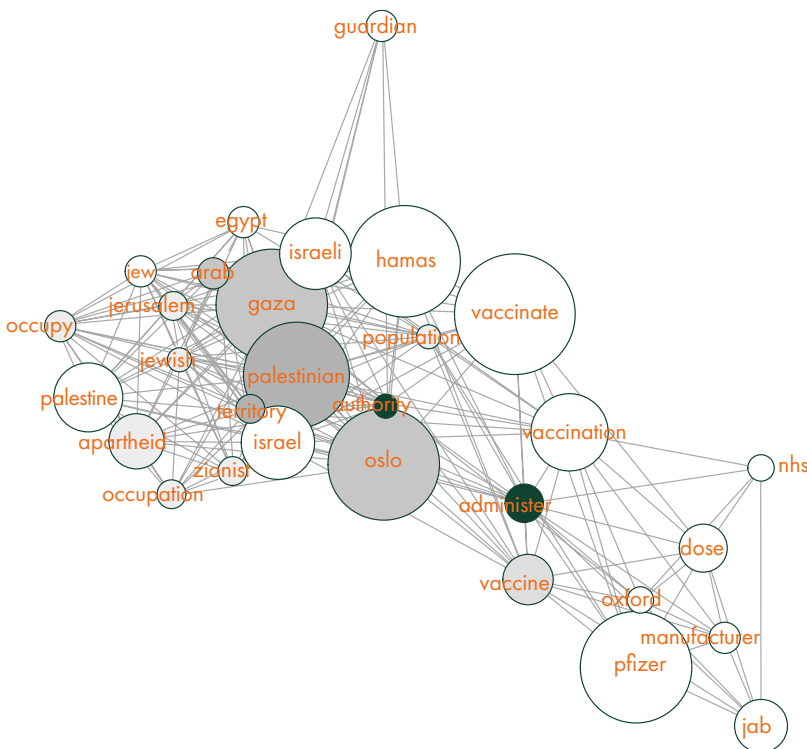 guardian
egypt
israeli
hamas
jew
arab
jerusalem
gaza
vaccinate
occupy
population
jewish
palestinian
palestine
territory
authority
apartheid
israel
vaccination
oslo
zionist
nhs
occupation
administer
dose
vaccine
oxford
manufacturer
pfizer
jab